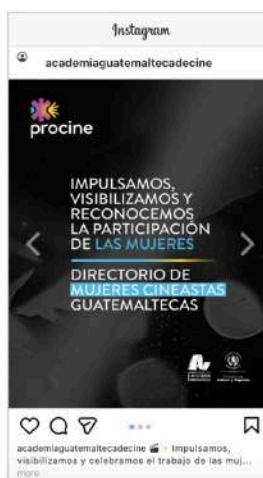 Instagram
academiaguatemaltecadecine
procine
IMPULSAMOS,
VISIBILIZAMOS Y
RECONOCEMOS
LA PARTICIPACIÓN
DE LAS MUJERES
DIRECTORIO DE
MUJERES CINEASTAS
GUATEMALTECAS
academiaguatemaltecadecine 🎬 Impulsamos,
visibilizamos y celebramos el trabajo de las muj...
more